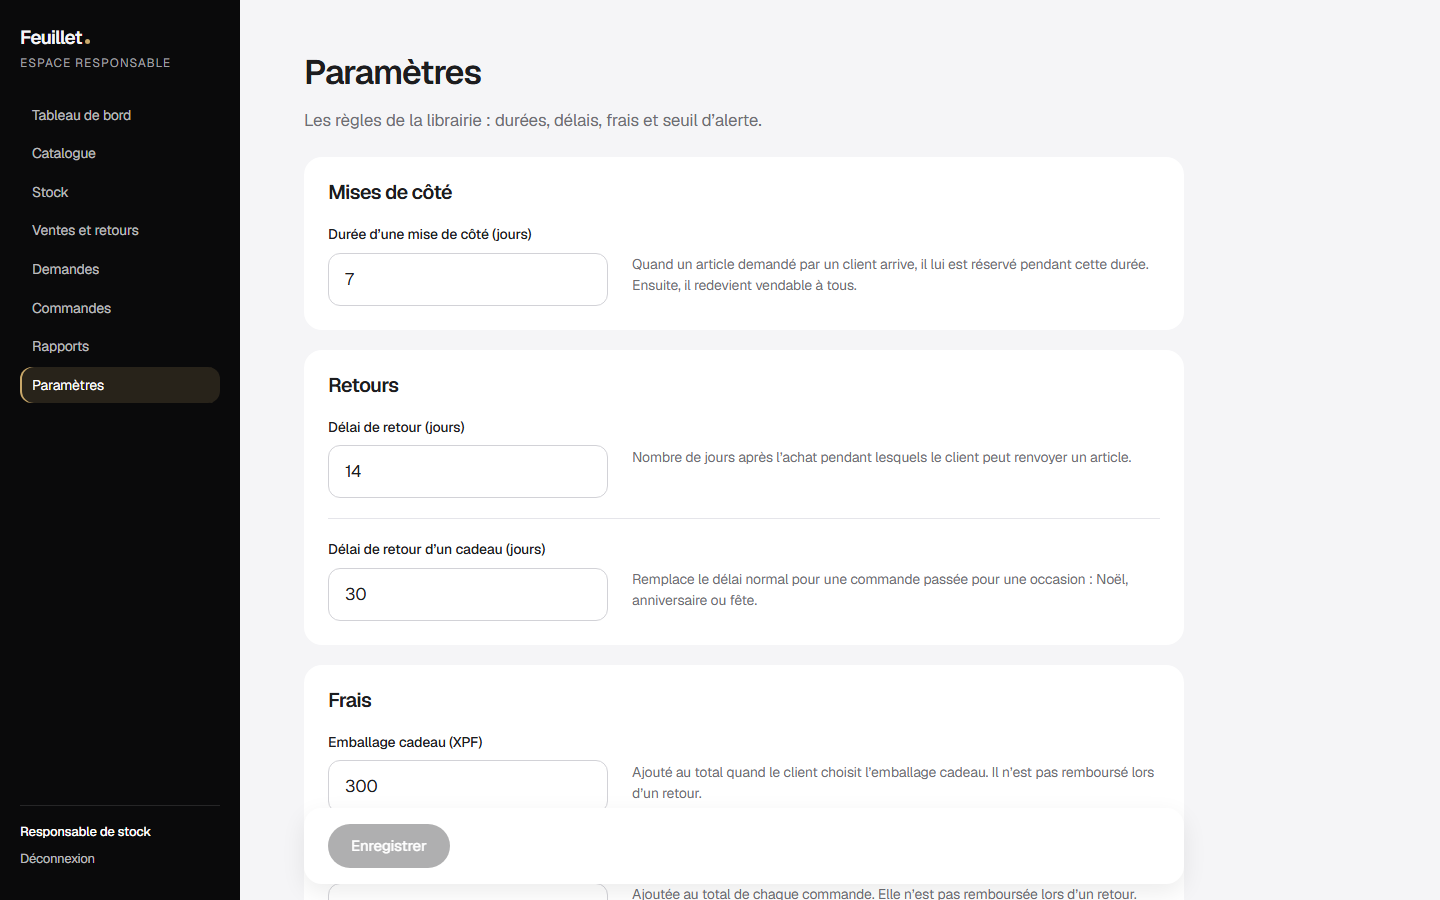 Feuillet.
ESPACE RESPONSABLE
Tableau de bord
Catalogue
Stock
Ventes et retours
Demandes
Commandes
Rapports
Paramètres
Responsable de stock
Déconnexion
Paramètres
Les règles de la librairie : durées, délais, frais et seuil d’alerte.
Mises de côté
Durée d’une mise de côté (jours)
7
Quand un article demandé par un client arrive, il lui est réservé pendant cette durée.
Ensuite, il redevient vendable à tous.
Retours
Délai de retour (jours)
14
Nombre de jours après l’achat pendant lesquels le client peut renvoyer un article.
Délai de retour d’un cadeau (jours)
30
Remplace le délai normal pour une commande passée pour une occasion : Noël,
anniversaire ou fête.
Frais
Emballage cadeau (XPF)
300
Ajouté au total quand le client choisit l’emballage cadeau. Il n’est pas remboursé lors
d’un retour.
Enregistrer
Ajoutée au total de chaque commande. Elle n’est pas remboursée lors d’un retour.